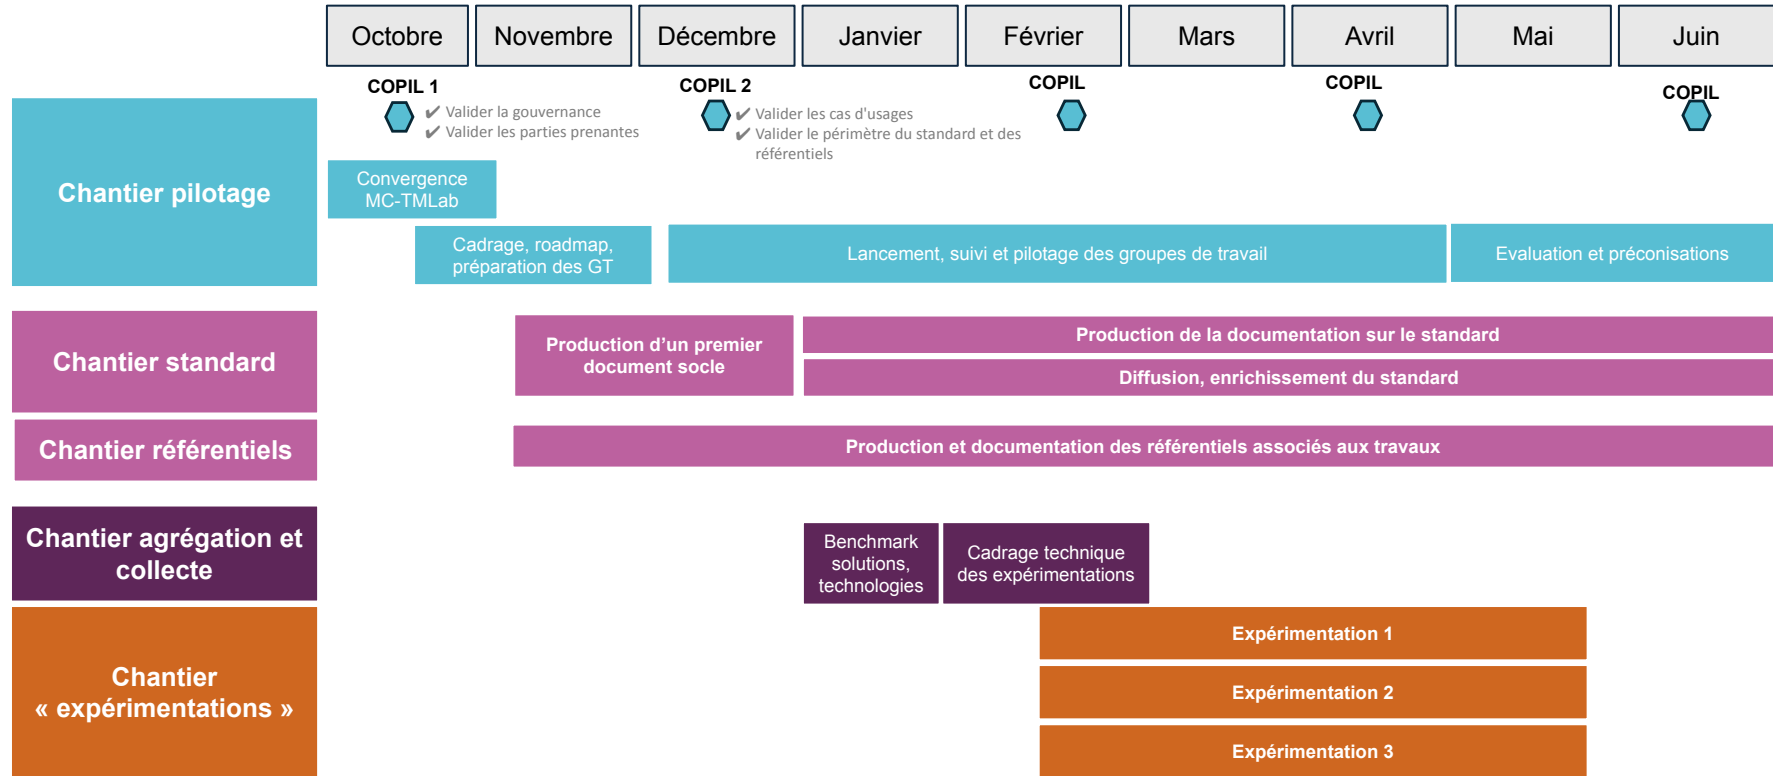 Octobre
Novembre
Décembre
Janvier
Février
Mars
Avril
Mai
Juin
COPIL 1
COPIL 2
COPIL
COPIL
COPIL
✔ Valider la gouvernance
✔ Valider les parties prenantes
✔ Valider les cas d'usages
✔ Valider le périmètre du standard et des
référentiels
Chantier pilotage
Convergence
MC-TMLab
Cadrage, roadmap,
préparation des GT
Lancement, suivi et pilotage des groupes de travail
Evaluation et préconisations
Chantier standard
Production d’un premier
document socle
Production de la documentation sur le standard
Diffusion, enrichissement du standard
Chantier référentiels
Production et documentation des référentiels associés aux travaux
Chantier agrégation et
collecte
Benchmark
solutions,
technologies
Cadrage technique
des expérimentations
Chantier
« expérimentations »
Expérimentation 1
Expérimentation 2
Expérimentation 3